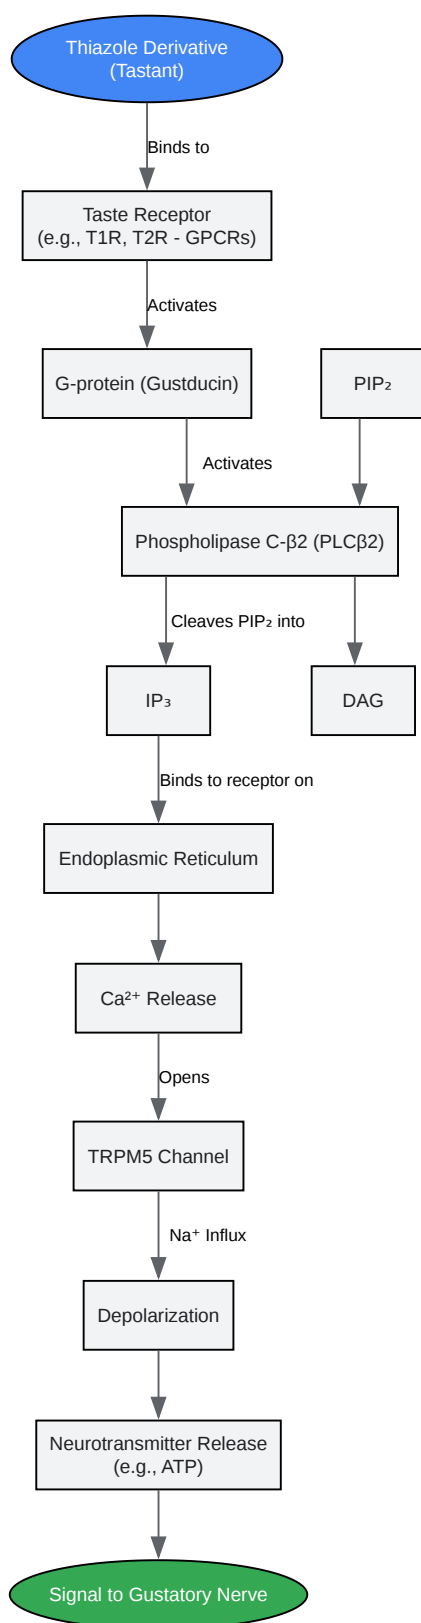 Thiazole Derivative
(Tastant)
Binds to
Taste Receptor
(e.g., T1R, T2R - GPCRs)
Activates
G-protein (Gustducin)
PIP₂
Activates
Phospholipase C-β2 (PLCβ2)
Cleaves PIP₂ into
IP₃
DAG
Binds to receptor on
Endoplasmic Reticulum
Ca²⁺ Release
Opens
TRPM5 Channel
Na⁺ Influx
Depolarization
Neurotransmitter Release
(e.g., ATP)
Signal to Gustatory Nerve